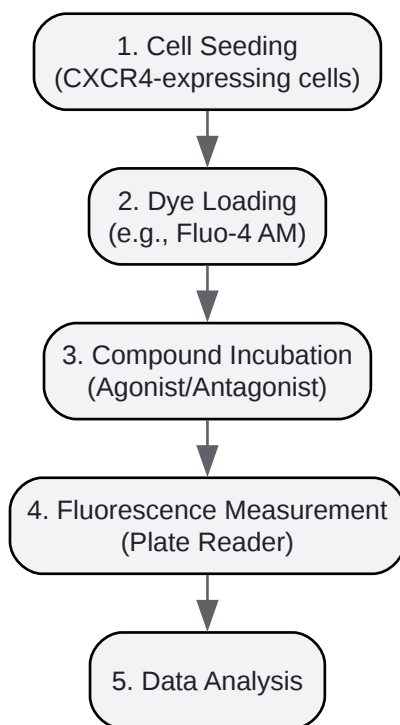 1. Cell Seeding
(CXCR4-expressing cells)
2. Dye Loading
(e.g., Fluo-4 AM)
3. Compound Incubation
(Agonist/Antagonist)
4. Fluorescence Measurement
(Plate Reader)
5. Data Analysis